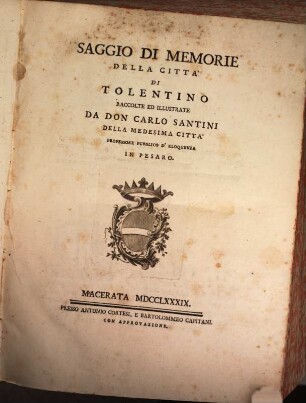 SAGGIO DI MEMORIE
DELLA CITTA'
DI
TOLENTINO
RACCOLTE ED ILLUSTRATE
DA DON CARLO SANTINI
DELLA MEDESIMA CITTA'
PROFESSORE PUBBLICO D' ELOQUENZA
IN PESARO.
MACERATA MDCCLXXXIX.
PRESSO ANTONIO CORTESI, E BARTOLOMMEO CAPITANI.
CON APPROVAZIONE.